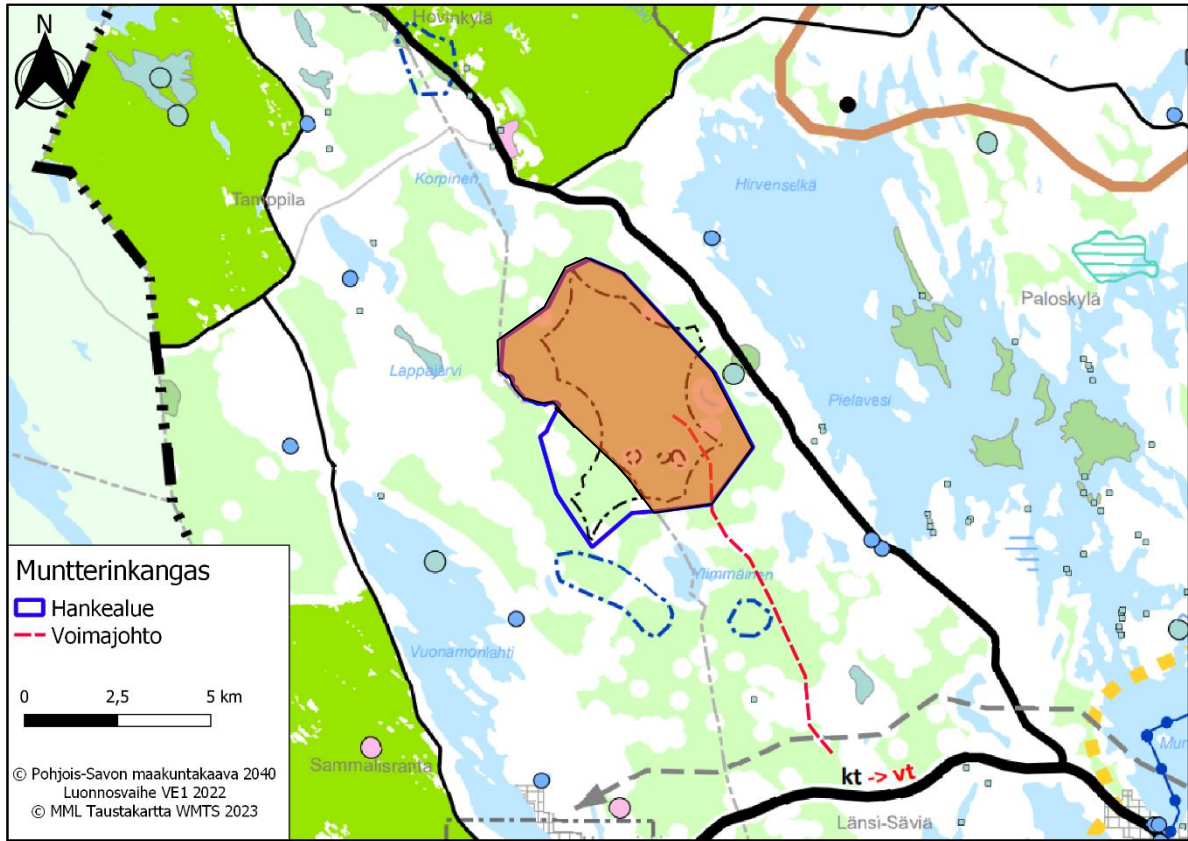 Hovinkylä
N
Korpinen
Hirvenselkä
Tamppila
Paloskylä
Lappajärvi
Pielavesi
Ylimmäinen
Vuonamonlahti
Sammalisranta
kt -> vt
Länsi-Säviä
Muntterinkangas
Hankealue
Voimajohto
0 2,5 5 km
© Pohjois-Savon maakuntakaava 2040
Luonnosvaihe VE1 2022
© MML Taustakartta WMTS 2023